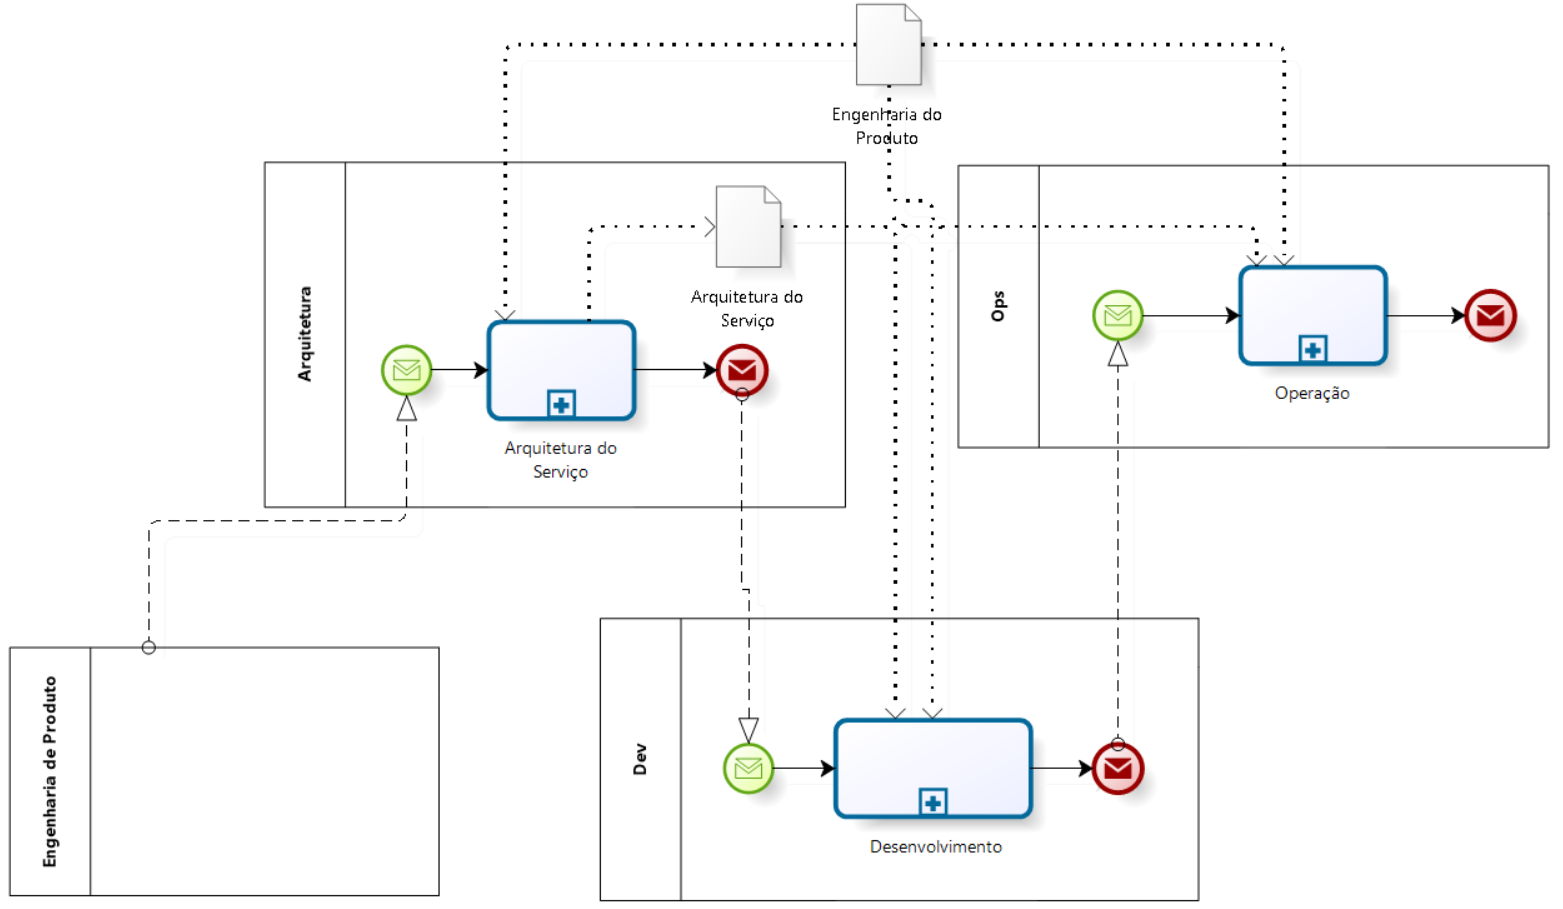 Engenharia do
Produto
Arquitetura
Arquitetura do
Serviço
Arquitetura do
Serviço
Ops
Operação
Engenharia de Produto
Dev
Desenvolvimento